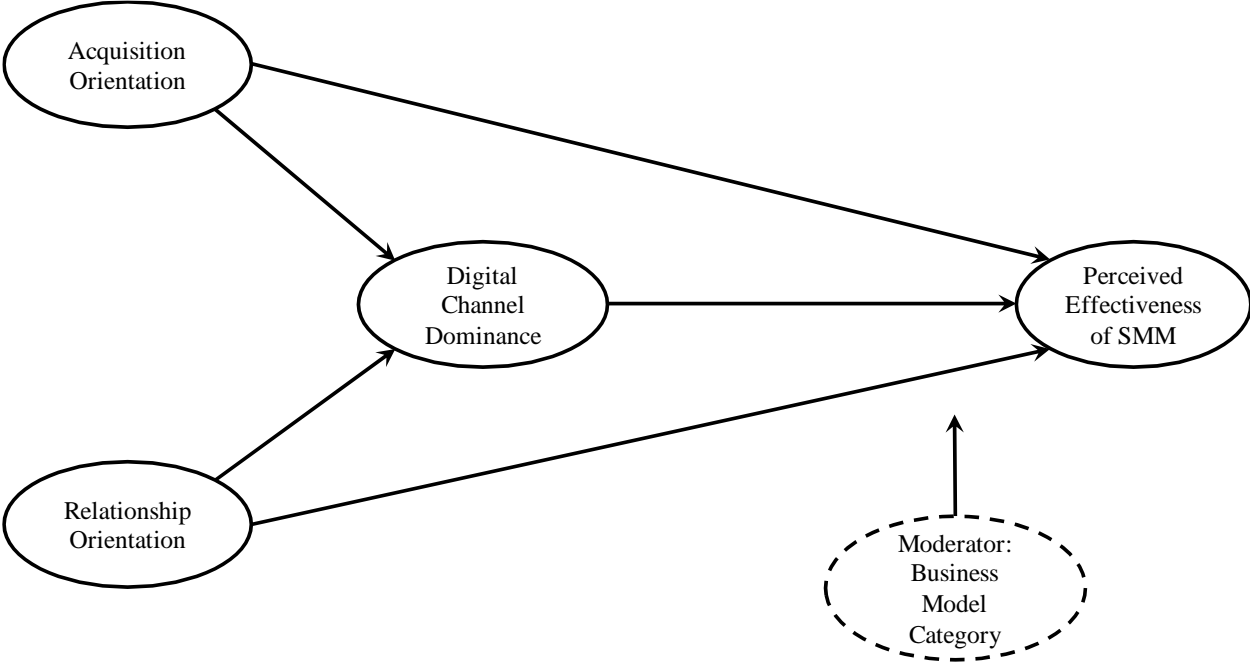 Acquisition
Orientation
Digital
Channel
Dominance
Perceived
Effectiveness
of SMM
Relationship
Orientation
Moderator:
Business
Model
Category